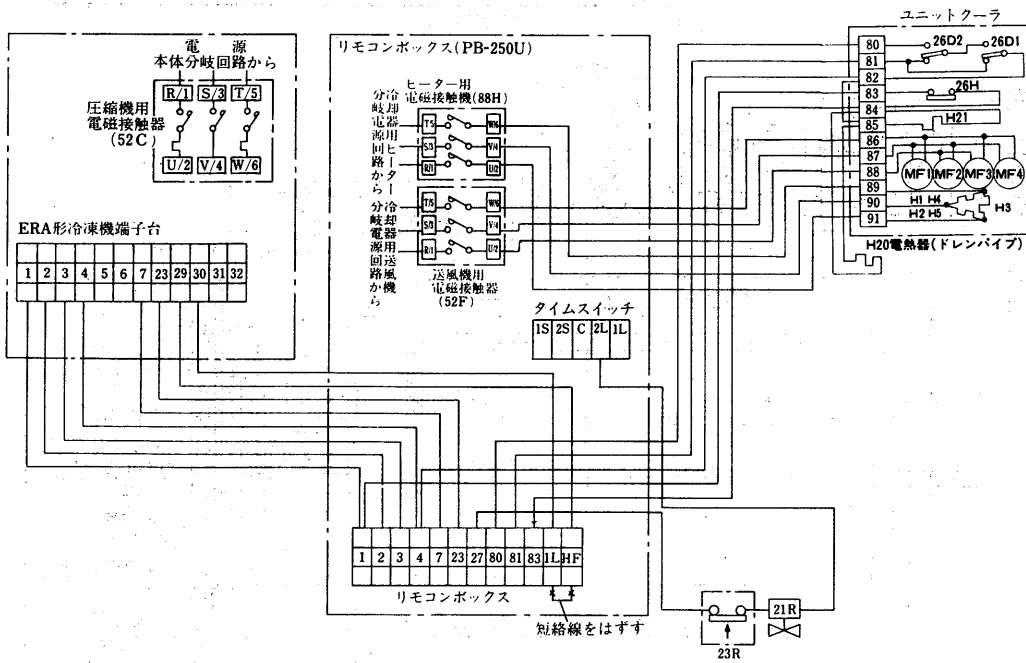 電源
本体分岐回路から
R/1 S/3 T/5
圧縮機用
電磁接触器
(52C)
U/2 V/4 W/6
ERA形冷凍機端子台
1 2 3 4 5 6 7 23 29 30 31 32
リモコンボックス(PB-250U)
ヒーター用
電磁接触機(88H)
分岐電源回路から
冷却器用ヒーター
T/5 W/6
S/3 V/4
R/1 U/2
分岐電源回路から
冷却器用送風機
T/5 W/6
S/3 V/4
R/1 U/2
送風機用
電磁接触器
(52F)
タイムスイッチ
1S 2S C 2L 1L
1 2 3 4 7 23 27 80 81 83 1L HF
リモコンボックス
短絡線をはずす
ユニットクーラ
80
81
82
83
84
85
86
87
88
89
90
91
26D2 26D1
26H
H21
MF1 MF2 MF3 MF4
H1 H4
H2 H5
H3
H20電熱器(ドレンパイプ)
21R
23R